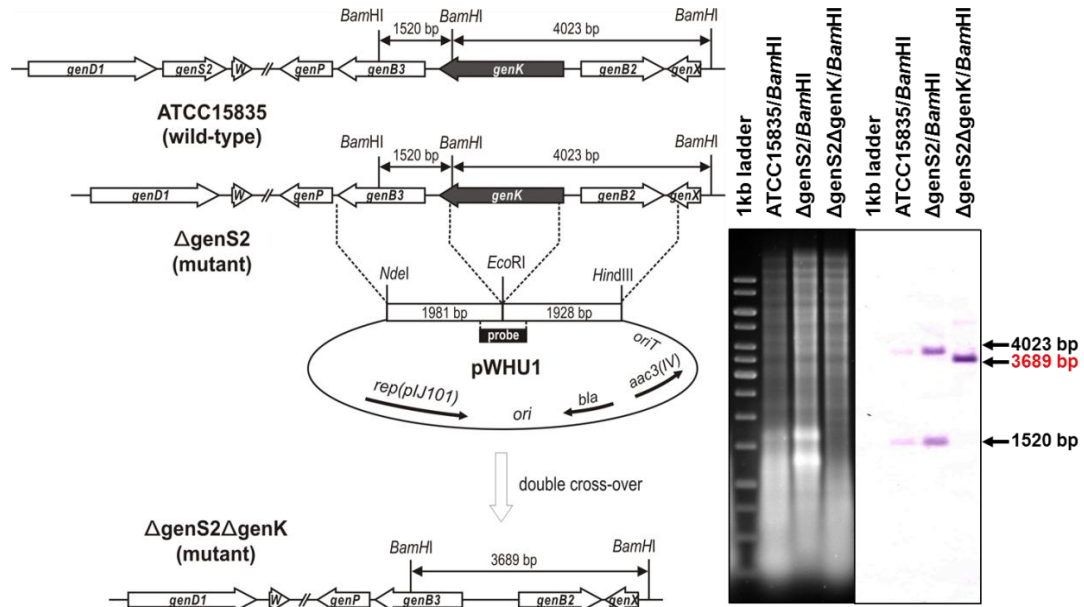 BamHI BamHI BamHI
1520 bp 4023 bp
genD1 genS2 W genP genB3 genK genB2 genX
ATCC15835
(wild-type)
BamHI BamHI BamHI
1520 bp 4023 bp
genD1 W genP genB3 genK genB2 genX
ΔgenS2
(mutant)
NdeI EcoRI HindIII
1981 bp 1928 bp
probe
pWHU1
oriT
aac3(IV)
bla
ori
rep(pIJ101)
double cross-over
ΔgenS2ΔgenK
(mutant)
BamHI BamHI
3689 bp
genD1 W genP genB3 genB2 genX
1kb ladder
ATCC15835/BamHI
ΔgenS2/BamHI
ΔgenS2ΔgenK/BamHI
1kb ladder
ATCC15835/BamHI
ΔgenS2/BamHI
ΔgenS2ΔgenK/BamHI
4023 bp
3689 bp
1520 bp